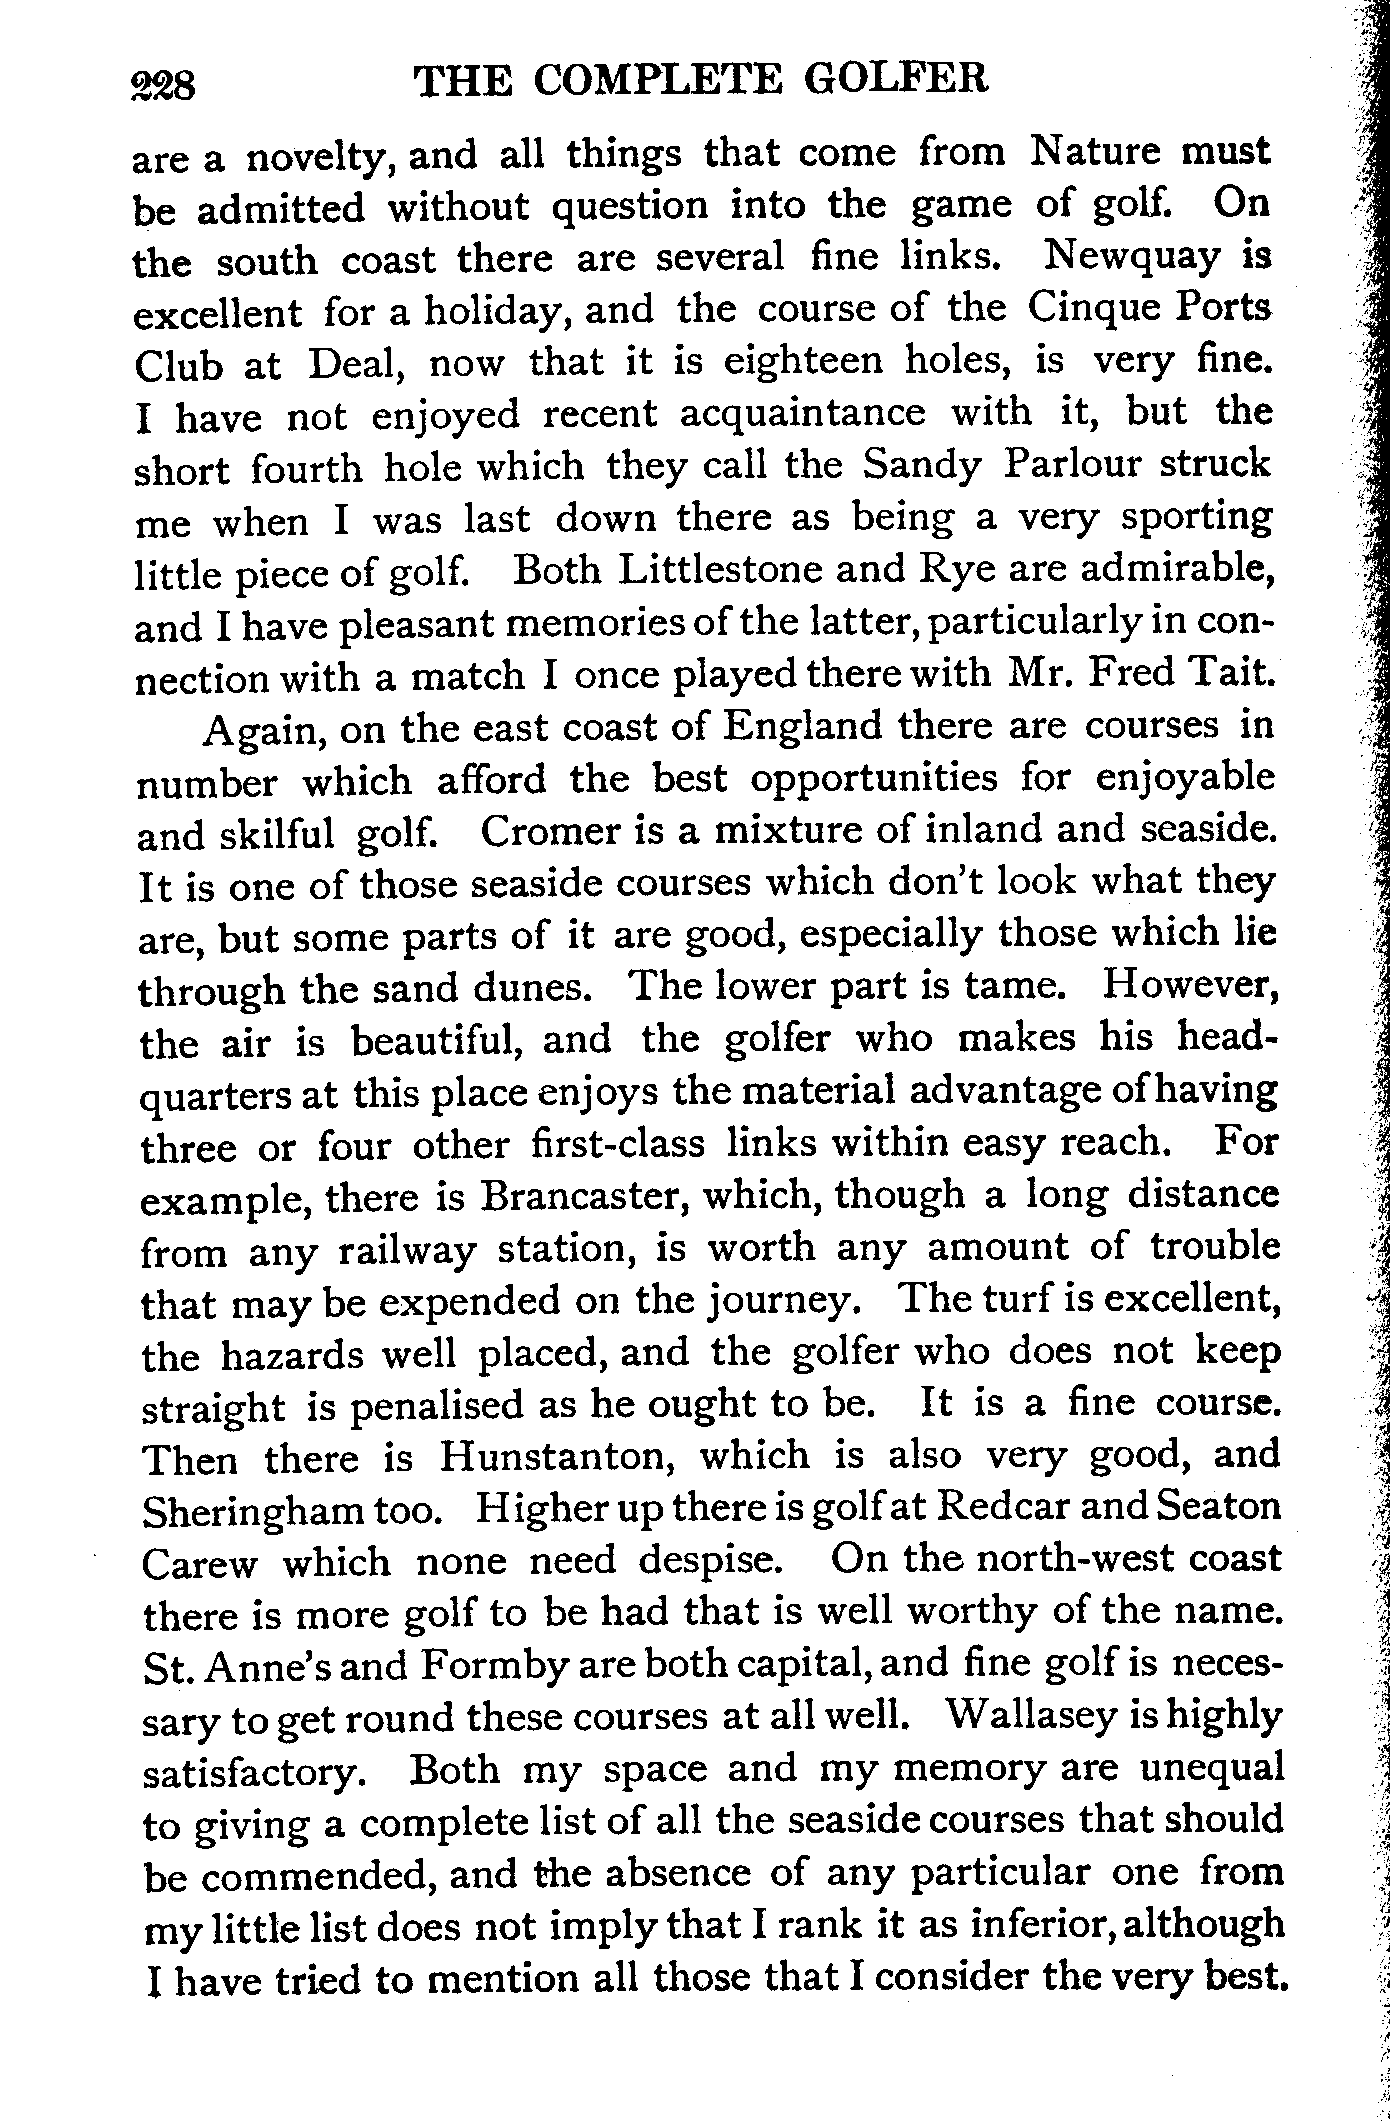 228 THE COMPLETE GOLFER
are a novelty, and all things that come from Nature must
be admitted without question into the game of golf. On
the south coast there are several fine links. Newquay is
excellent for a holiday, and the course of the Cinque Ports
Club at Deal, now that it is eighteen holes, is very fine.
I have not enjoyed recent acquaintance with it, but the
short fourth hole which they call the Sandy Parlour struck
me when I was last down there as being a very sporting
little piece of golf. Both Littlestone and Rye are admirable,
and I have pleasant memories of the latter, particularly in con-
nection with a match I once played there with Mr. Fred Tait.
Again, on the east coast of England there are courses in
number which afford the best opportunities for enjoyable
and skilful golf. Cromer is a mixture of inland and seaside.
It is one of those seaside courses which don't look what they
are, but some parts of it are good, especially those which lie
through the sand dunes. The lower part is tame. However,
the air is beautiful, and the golfer who makes his head-
quarters at this place enjoys the material advantage of having
three or four other first-class links within easy reach. For
example, there is Brancaster, which, though a long distance
from any railway station, is worth any amount of trouble
that may be expended on the journey. The turf is excellent,
the hazards well placed, and the golfer who does not keep
straight is penalised as he ought to be. It is a fine course.
Then there is Hunstanton, which is also very good, and
Sheringham too. Higher up there is golf at Redcar and Seaton
Carew which none need despise. On the north-west coast
there is more golf to be had that is well worthy of the name.
St. Anne's and Formby are both capital, and fine golf is neces-
sary to get round these courses at all well. Wallasey is highly
satisfactory. Both my space and my memory are unequal
to giving a complete list of all the seaside courses that should
be commended, and the absence of any particular one from
my little list does not imply that I rank it as inferior, although
I have tried to mention all those that I consider the very best.